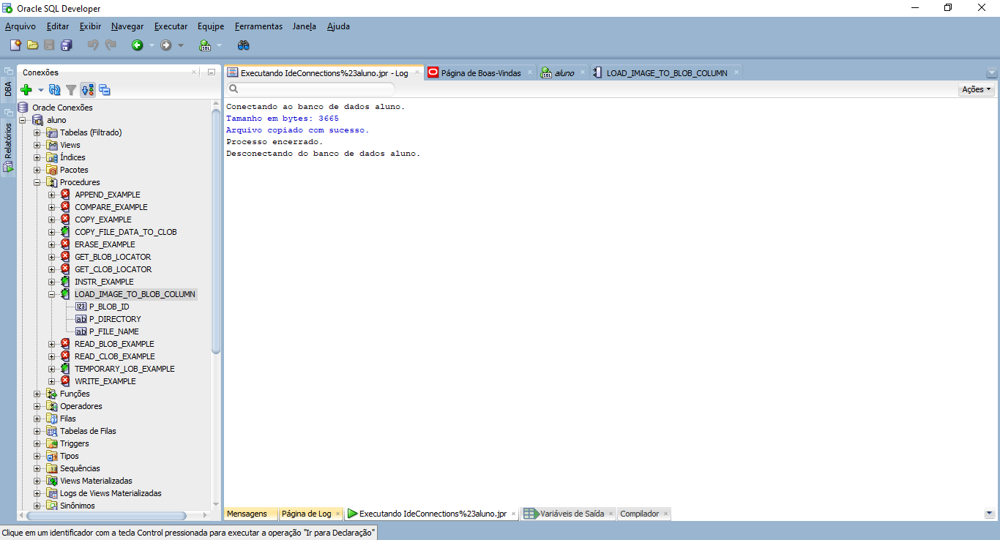 Oracle SQL Developer
Arquivo Editar Exibir Navegar Executar Equipe Ferramentas Janela Ajuda
SQL
DBA
Relatórios
Conexões
Oracle Conexões
aluno
Tabelas (Filtrado)
Views
Índices
Pacotes
Procedures
APPEND_EXAMPLE
COMPARE_EXAMPLE
COPY_EXAMPLE
COPY_FILE_DATA_TO_CLOB
ERASE_EXAMPLE
GET_BLOB_LOCATOR
GET_CLOB_LOCATOR
INSTR_EXAMPLE
LOAD_IMAGE_TO_BLOB_COLUMN
123 P_BLOB_ID
ab P_DIRECTORY
ab P_FILE_NAME
READ_BLOB_EXAMPLE
READ_CLOB_EXAMPLE
TEMPORARY_LOB_EXAMPLE
WRITE_EXAMPLE
Funções
Operadores
Filas
Tabelas de Filas
Triggers
Tipos
Sequências
Views Materializadas
Logs de Views Materializadas
Sinônimos
Executando IdeConnections%23aluno.jpr - Log Página de Boas-Vindas aluno LOAD_IMAGE_TO_BLOB_COLUMN
Ações
Conectando ao banco de dados aluno.
Tamanho em bytes: 3665
Arquivo copiado com sucesso.
Processo encerrado.
Desconectando do banco de dados aluno.
Mensagens Página de Log Executando IdeConnections%23aluno.jpr Variáveis de Saída Compilador
Clique em um identificador com a tecla Control pressionada para executar a operação "Ir para Declaração"